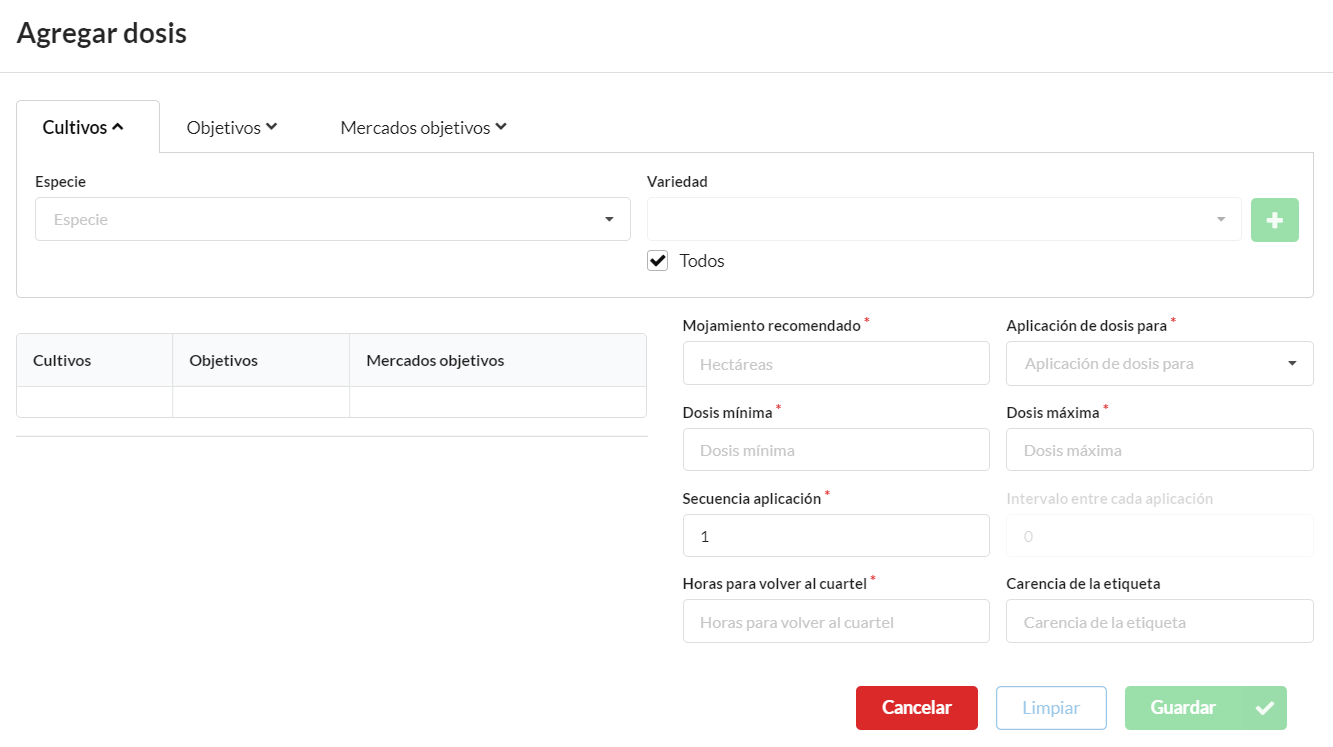 Agregar dosis
Cultivos Objetivos Mercados objetivos
Especie Variedad
Especie
Todos
Cultivos Objetivos Mercados objetivos
Mojamiento recomendado * Aplicación de dosis para *
Hectáreas Aplicación de dosis para
Dosis mínima * Dosis máxima *
Dosis mínima Dosis máxima
Secuencia aplicación * Intervalo entre cada aplicación
1 0
Horas para volver al cuartel * Carencia de la etiqueta
Horas para volver al cuartel Carencia de la etiqueta
Cancelar Limpiar Guardar